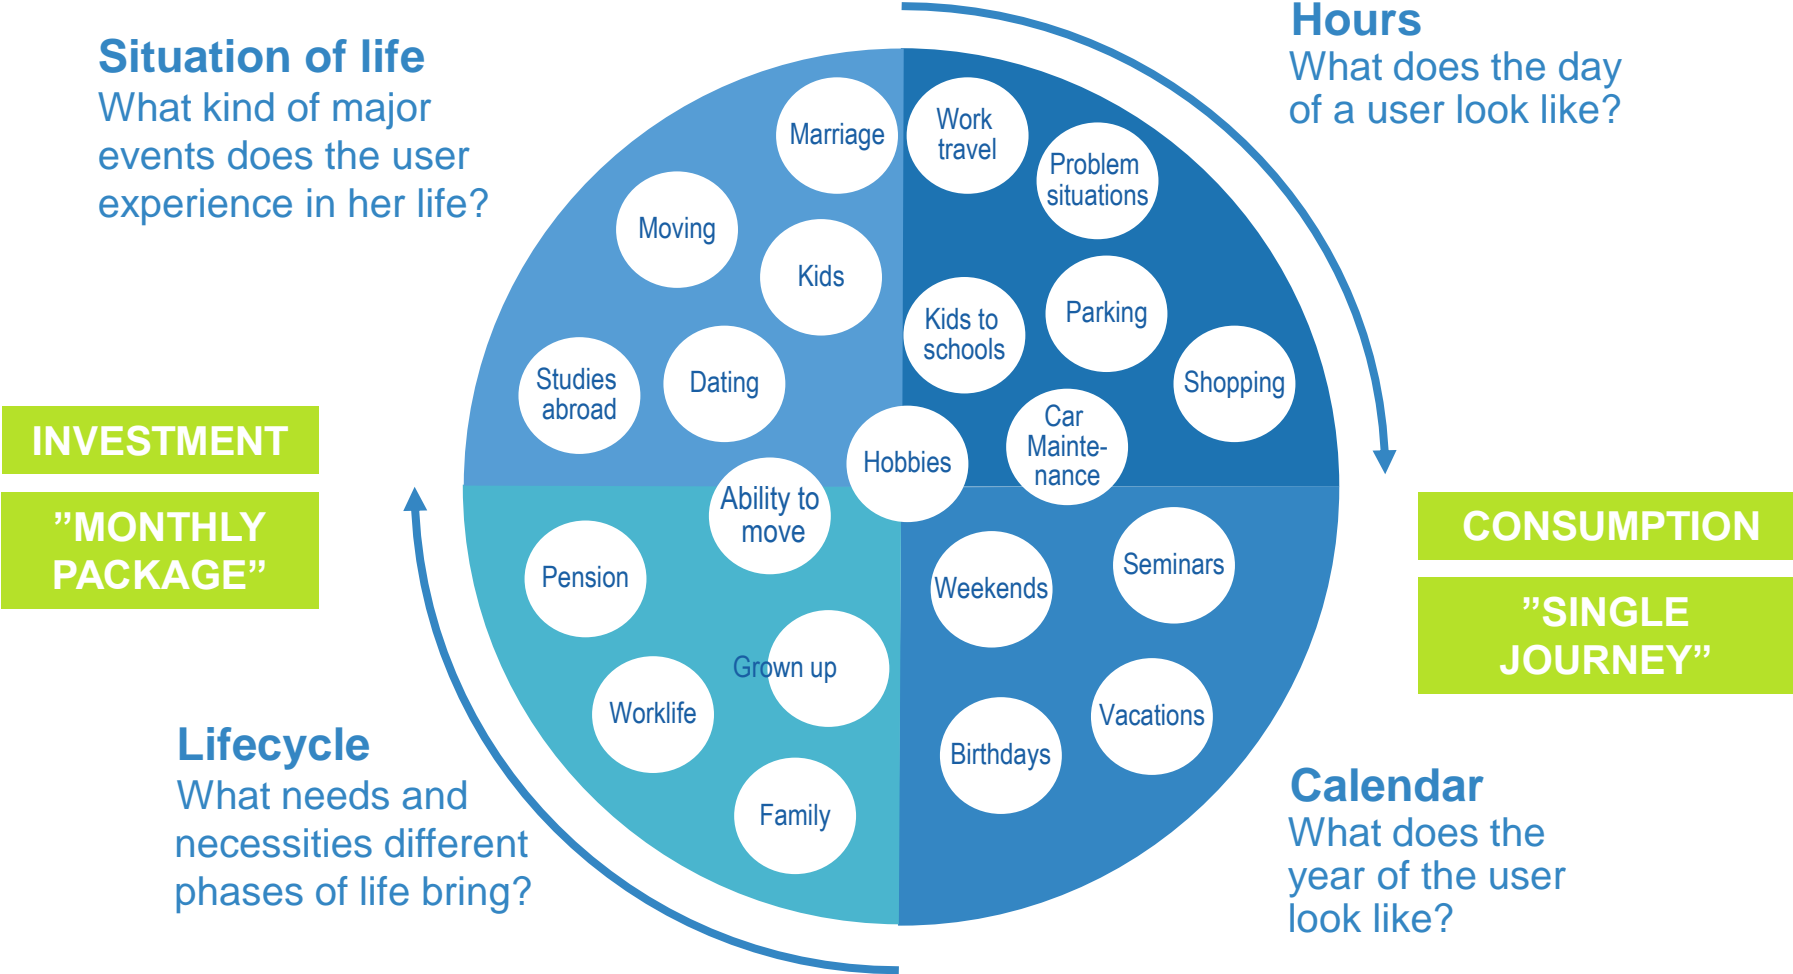 Situation of life
What kind of major
events does the user
experience in her life?
Hours
What does the day
of a user look like?
Marriage
Work
travel
Problem
situations
Moving
Kids
Kids to
schools
Parking
Studies
abroad
Dating
Shopping
Car
Mainte-
nance
Hobbies
INVESTMENT
”MONTHLY
PACKAGE”
Ability to
move
Pension
Weekends
Seminars
CONSUMPTION
”SINGLE
JOURNEY”
Grown up
Worklife
Vacations
Birthdays
Family
Lifecycle
What needs and
necessities different
phases of life bring?
Calendar
What does the
year of the user
look like?